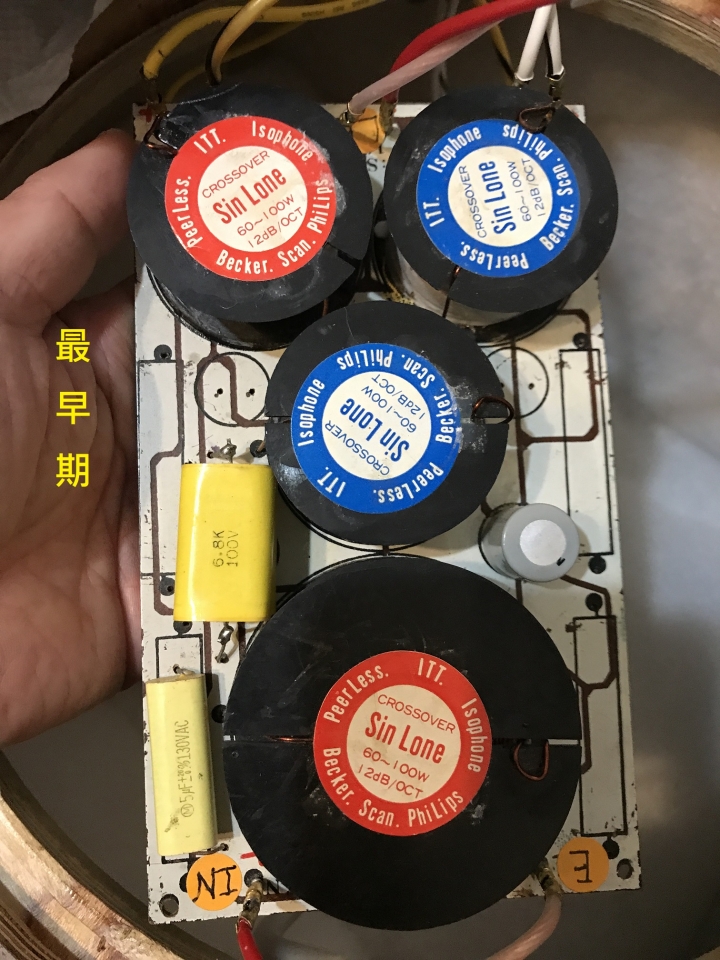 PeerLess. ITT. Isophone
CROSSOVER
Sin Lone
60~100W
12dB/OCT
Becker. Scan. PhiLips
ITT. Isophone PhiLips
CROSSOVER
Sin Lone
60~100W
12dB/OCT
PeerLess. Becker. Scan.
最
早
期
Isophone PhiLips
Becker. Scan.
12dB/OCT
60~100W
Sin Lone
CROSSOVER
ITT. PeerLess.
6.8K
100V
PeerLess. ITT. Isophone
CROSSOVER
Sin Lone
60~100W
12dB/OCT
Becker. Scan. PhiLips
5µF
130VAC
IN
E